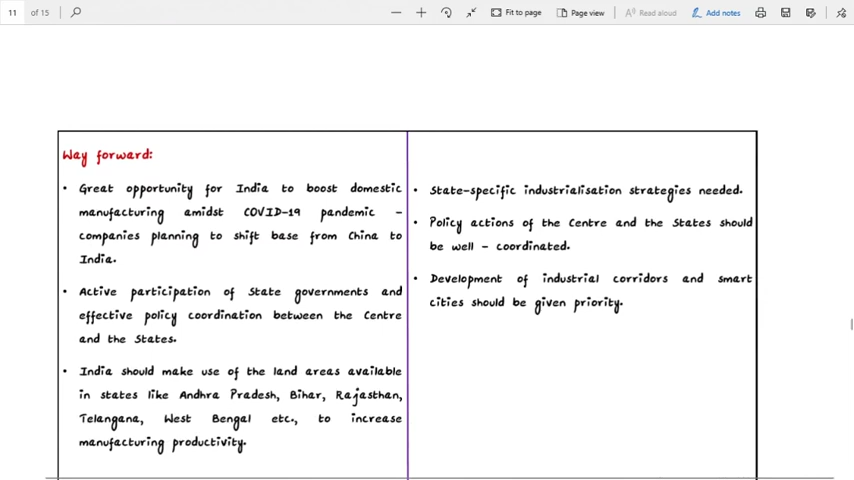 11 of 15
Fit to page
Page view
Read aloud
Add notes
Way forward:
• Great opportunity for India to boost domestic
manufacturing amidst COVID-19 pandemic –
companies planning to shift base from China to
India.
• Active participation of State governments and
effective policy coordination between the Centre
and the States.
• India should make use of the land areas available
in states like Andhra Pradesh, Bihar, Rajasthan,
Telangana, West Bengal etc., to increase
manufacturing productivity.
• State-specific industrialisation strategies needed.
• Policy actions of the Centre and the States should
be well – coordinated.
• Development of industrial corridors and smart
cities should be given priority.